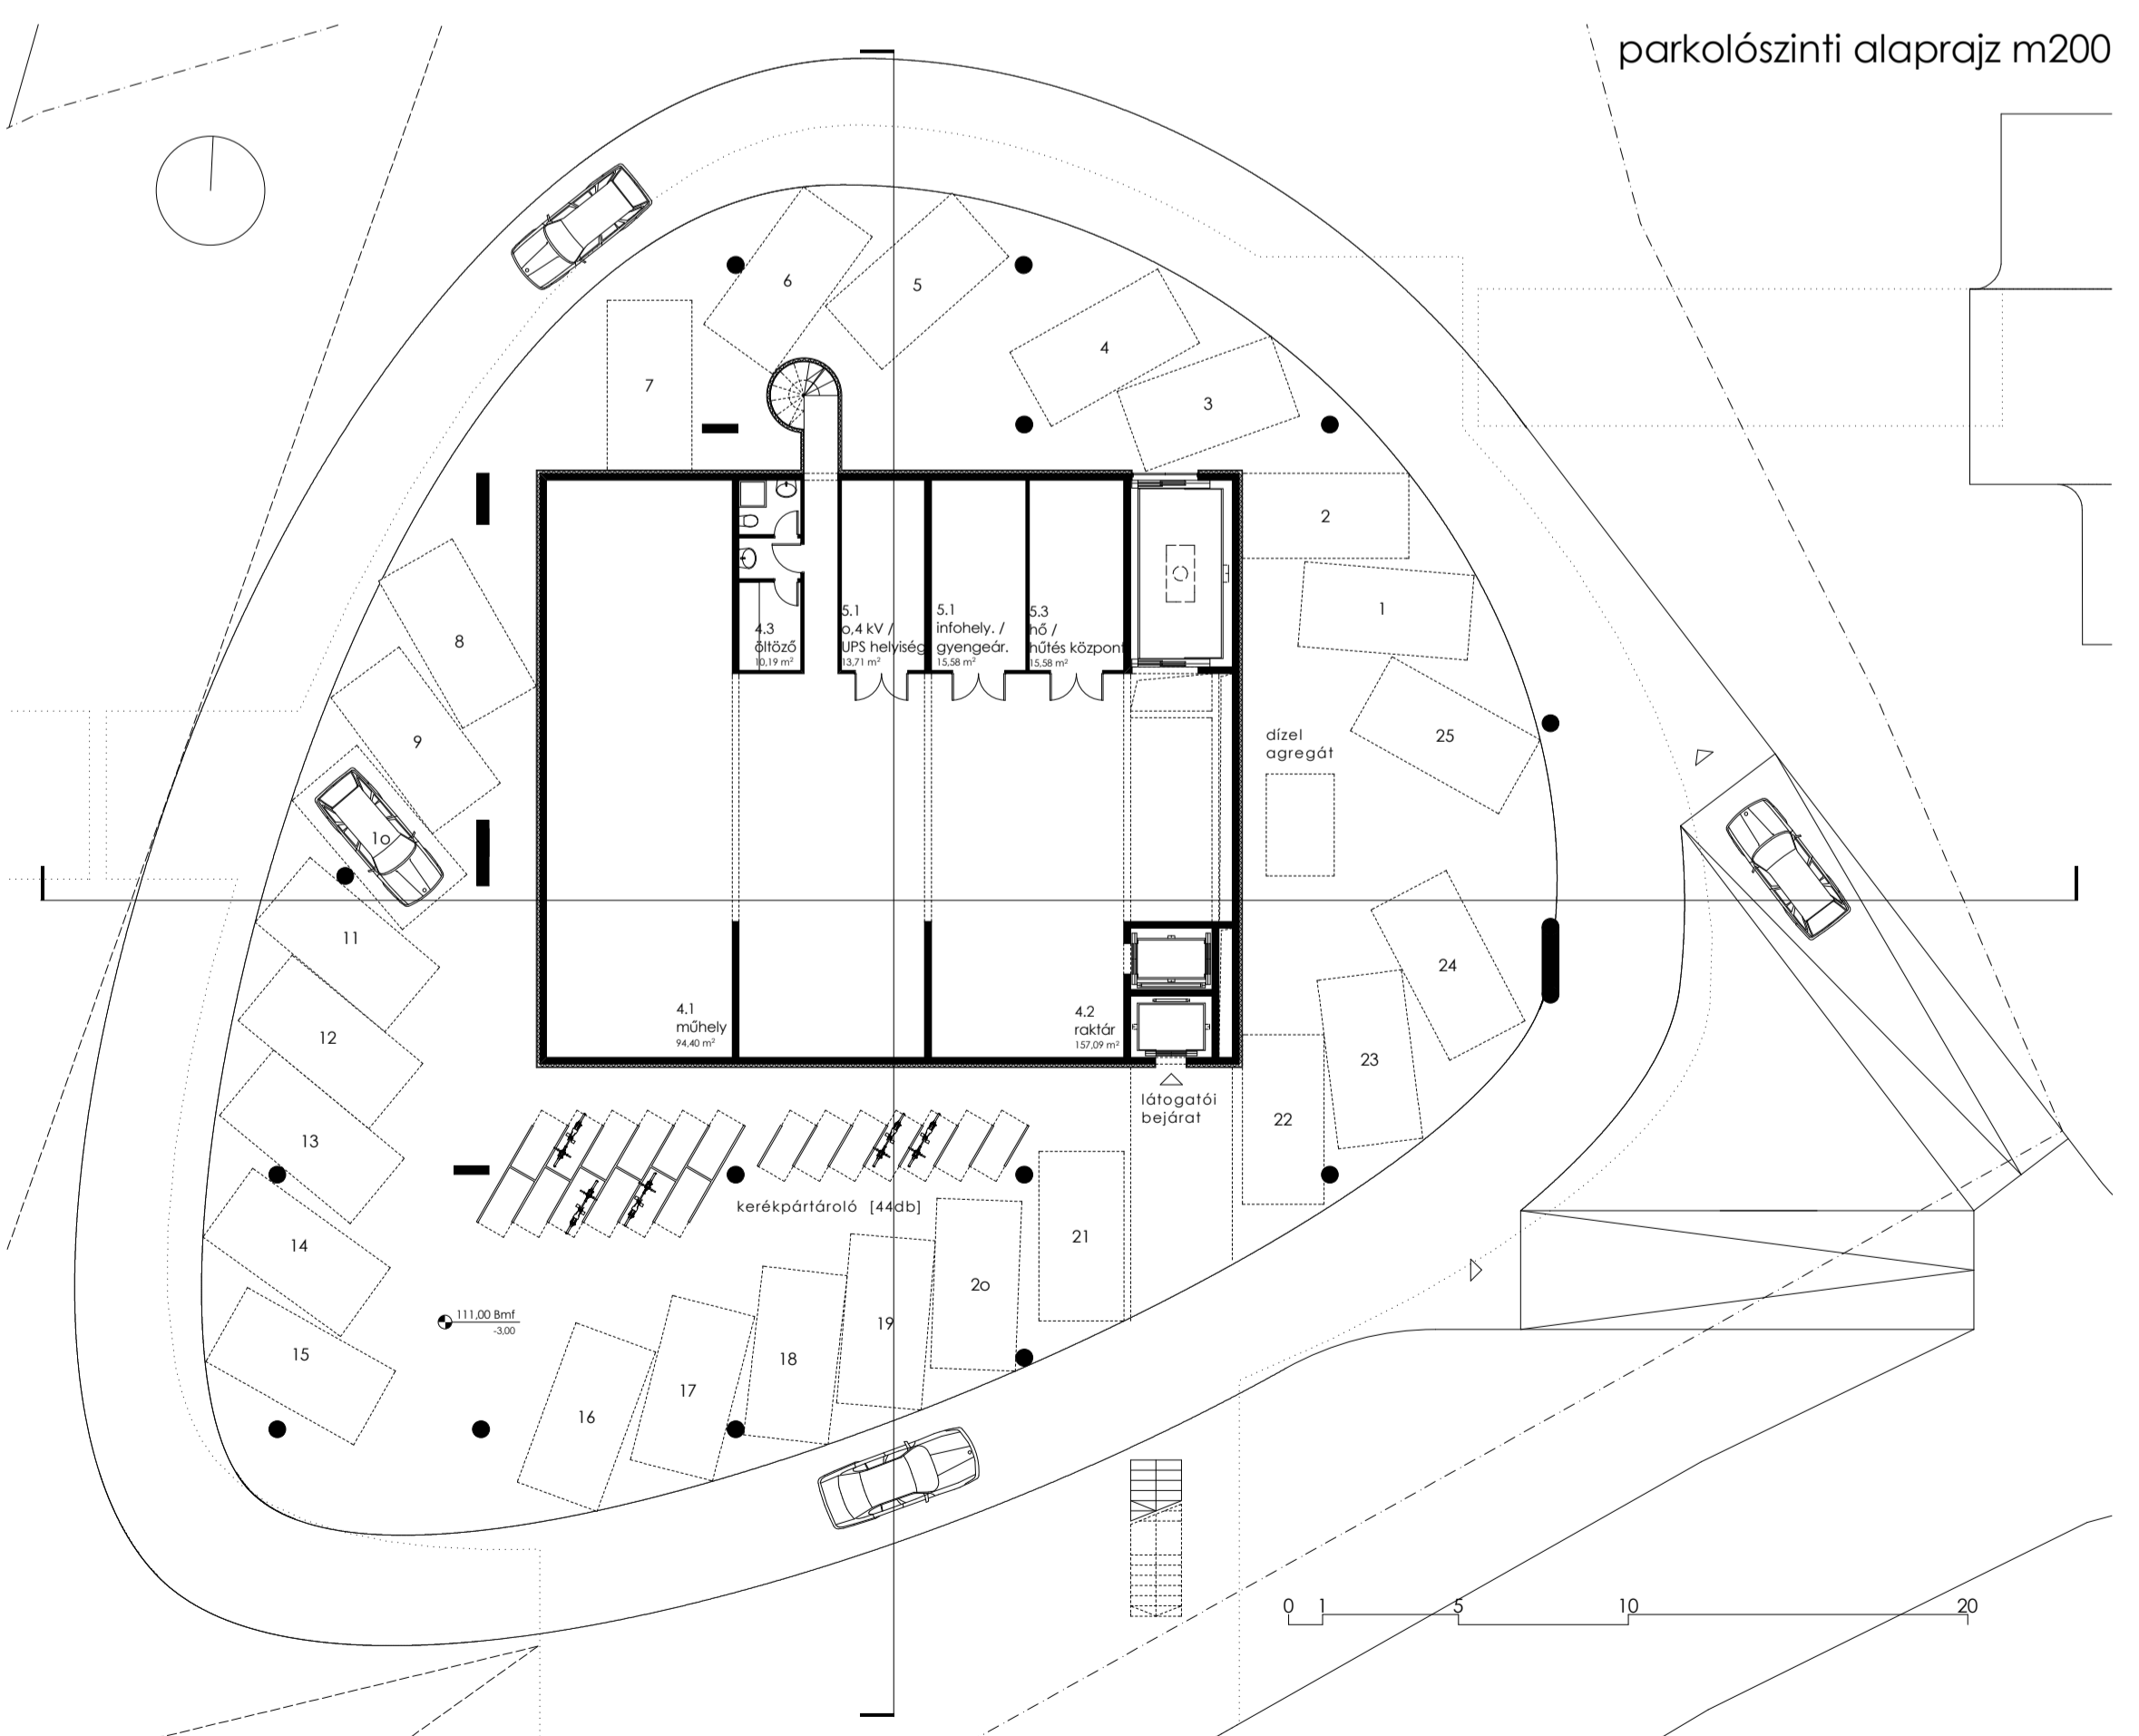 parkolószinti alaprajz m200
6
5
4
7
3
2
1
8
9
1o
11
12
13
14
15
25
24
23
22
21
2o
19
18
17
16
4.3
öltöző
10,19 m²
5.1
o,4 kV /
UPS helyiség
13,71 m²
5.1
infohely. /
gyengeár.
15,58 m²
5.3
hő /
hűtés központ
15,58 m²
dízel
agregát
4.1
műhely
94,40 m²
4.2
raktár
157,09 m²
látogatói
bejárat
kerékpártároló [44db]
111,00 Bmf
-3,00
0 1 5 10 20